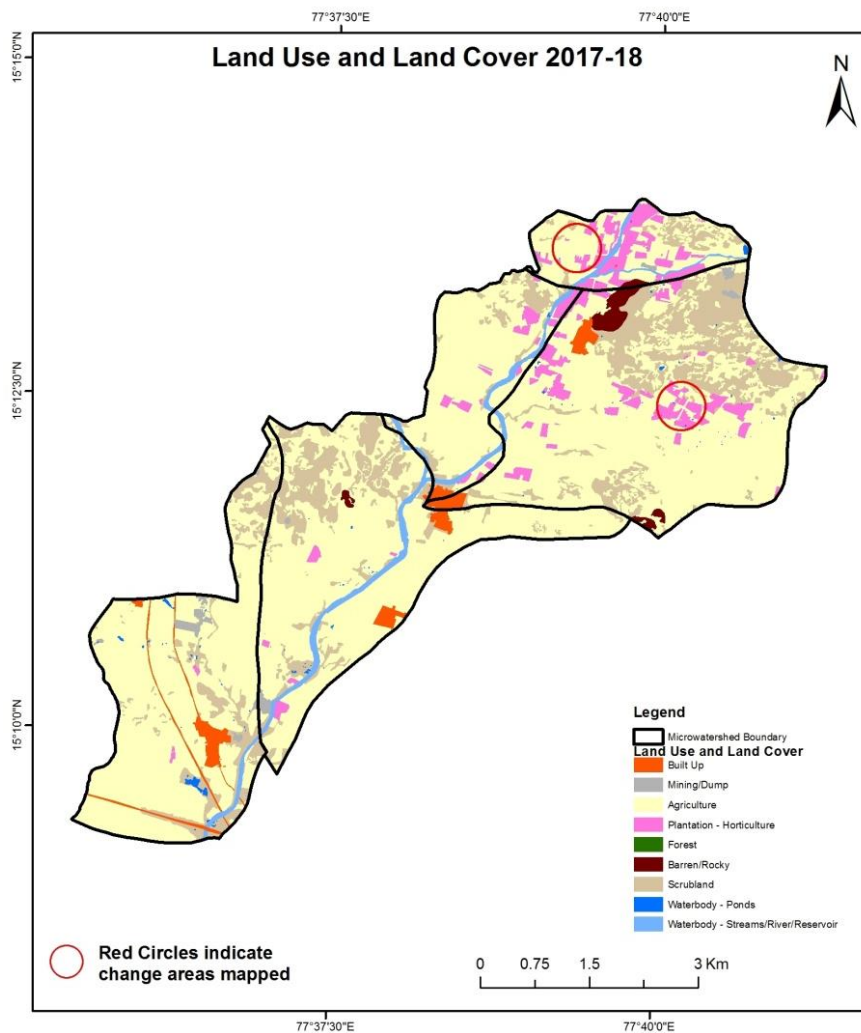 77°37'30"E
77°40'0"E
15°15'0"N
Land Use and Land Cover 2017-18
N
15°12'30"N
15°10'0"N
Legend
Microwatershed Boundary
Land Use and Land Cover
Built Up
Mining/Dump
Agriculture
Plantation - Horticulture
Forest
Barren/Rocky
Scrubland
Waterbody - Ponds
Waterbody - Streams/River/Reservoir
Red Circles indicate
change areas mapped
0 0.75 1.5 3 Km
77°37'30"E
77°40'0"E